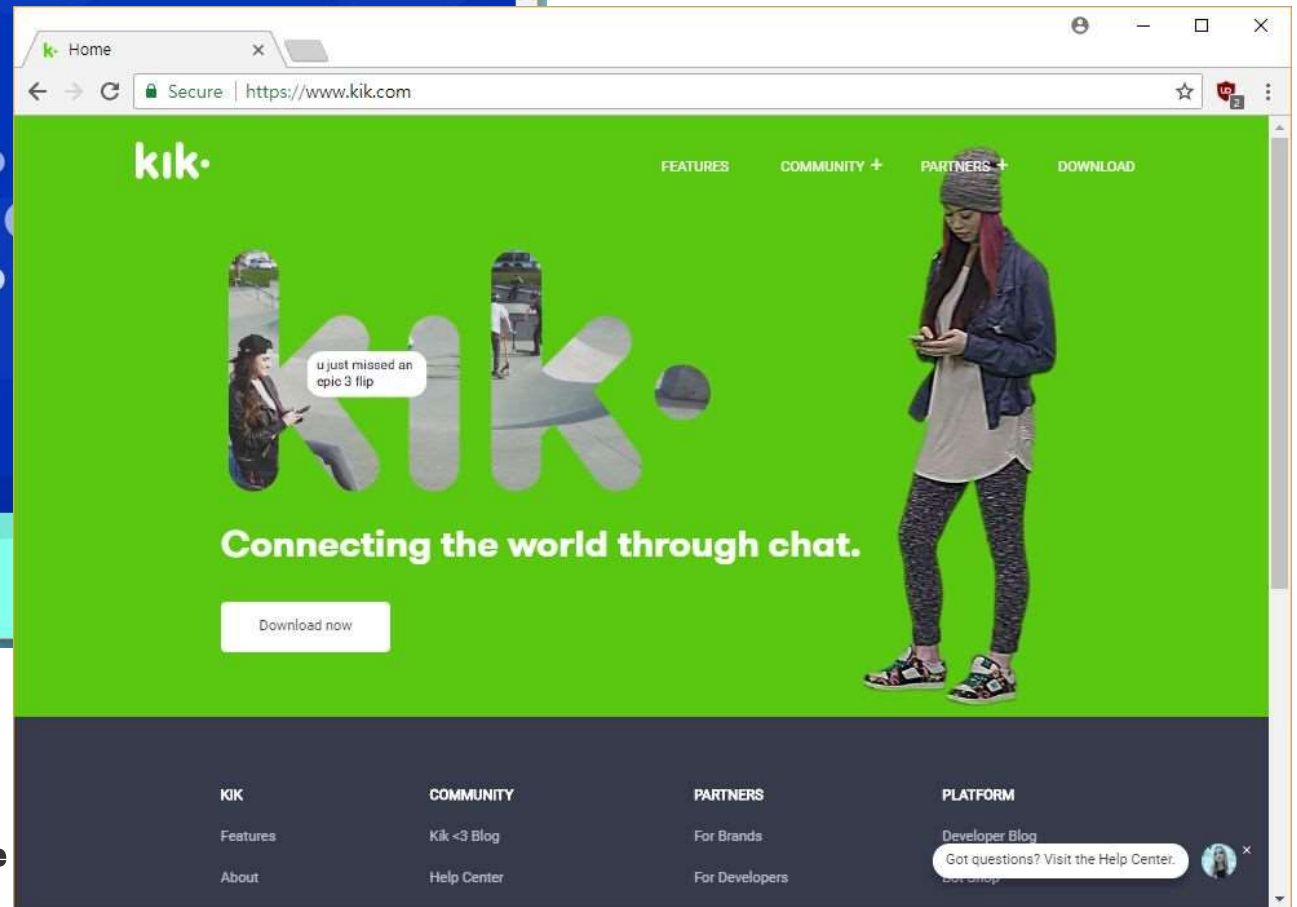 k· Home
Secure | https://www.kik.com
2
kik·
FEATURES COMMUNITY + PARTNERS + DOWNLOAD
kik·
u just missed an
epic 3 flip
Connecting the world through chat.
Download now
KIK COMMUNITY PARTNERS PLATFORM
Features Kik <3 Blog For Brands Developer Blog
Got questions? Visit the Help Center.
About Help Center For Developers